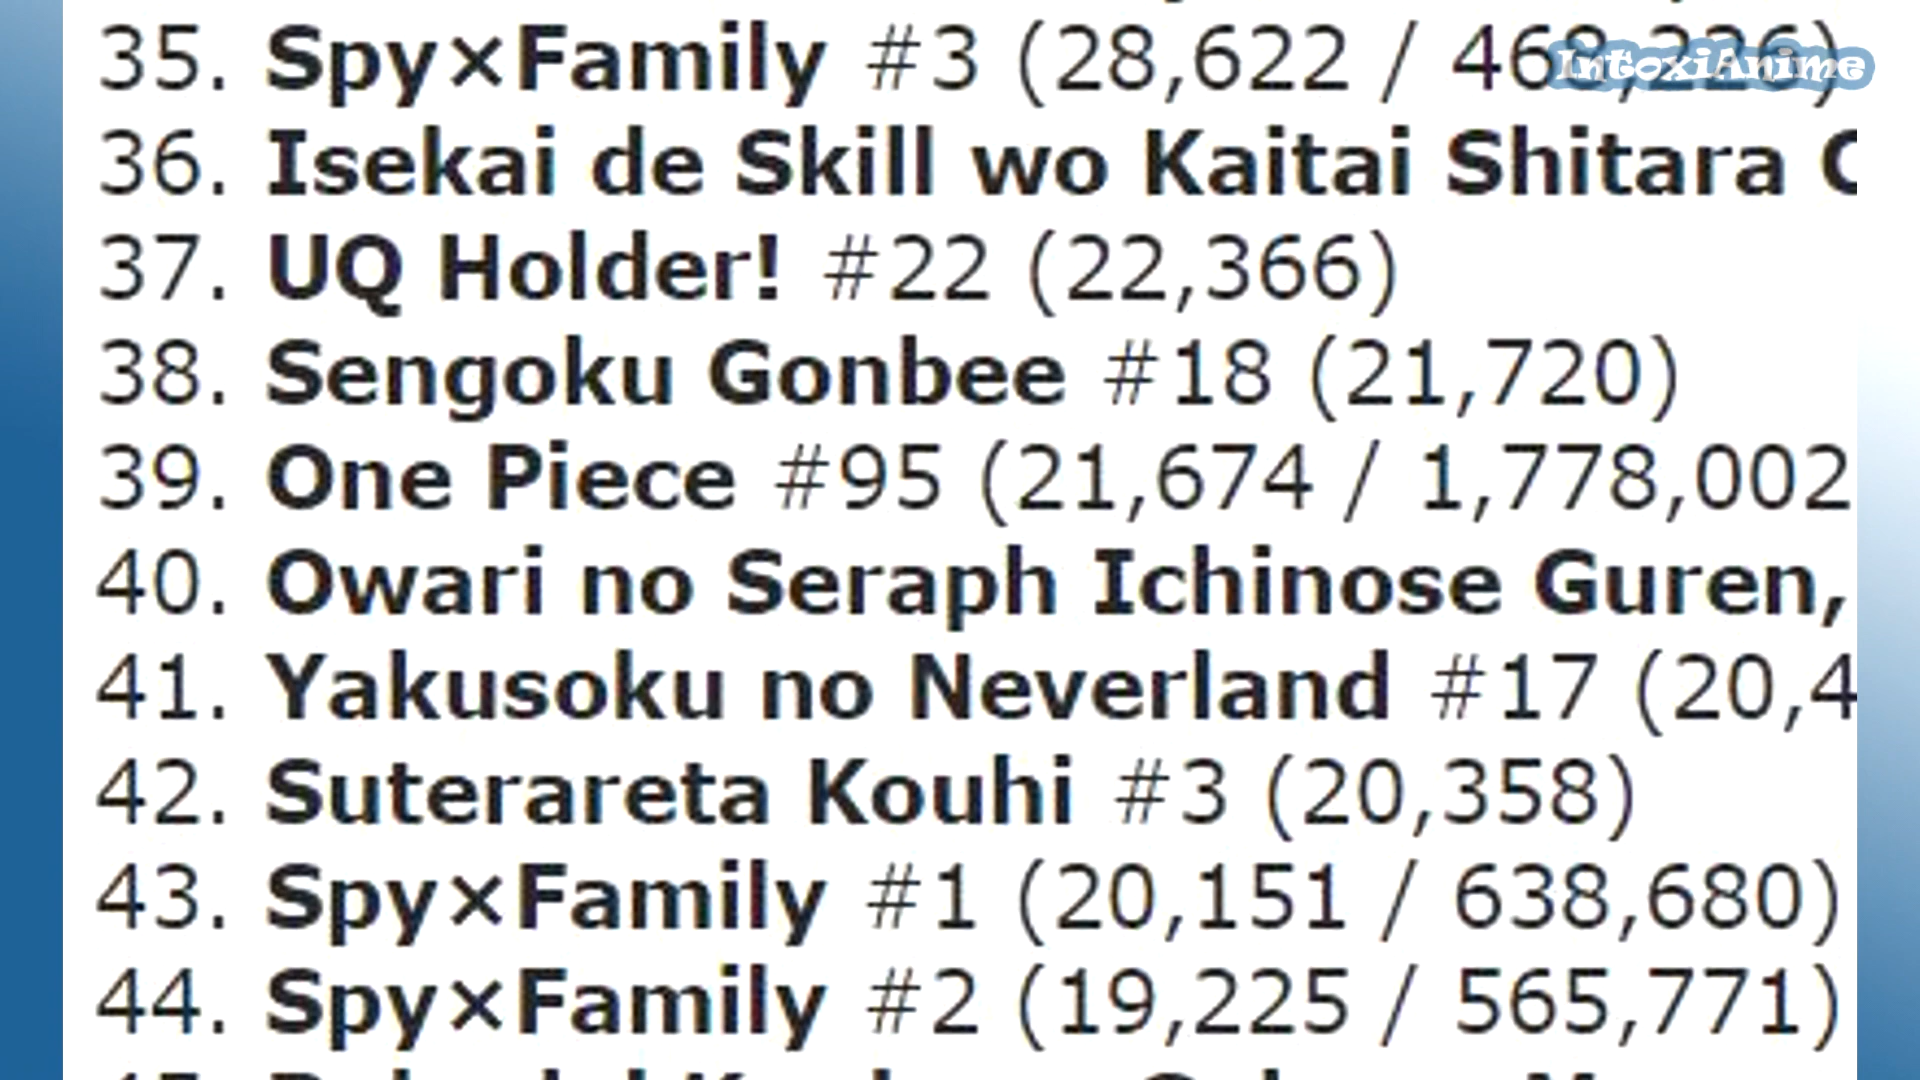 35. Spy×Family #3 (28,622 / 468,226)
IntoxiAnime
36. Isekai de Skill wo Kaitai Shitara
37. UQ Holder! #22 (22,366)
38. Sengoku Gonbee #18 (21,720)
39. One Piece #95 (21,674 / 1,778,002
40. Owari no Seraph Ichinose Guren,
41. Yakusoku no Neverland #17 (20,4
42. Suterareta Kouhi #3 (20,358)
43. Spy×Family #1 (20,151 / 638,680)
44. Spy×Family #2 (19,225 / 565,771)